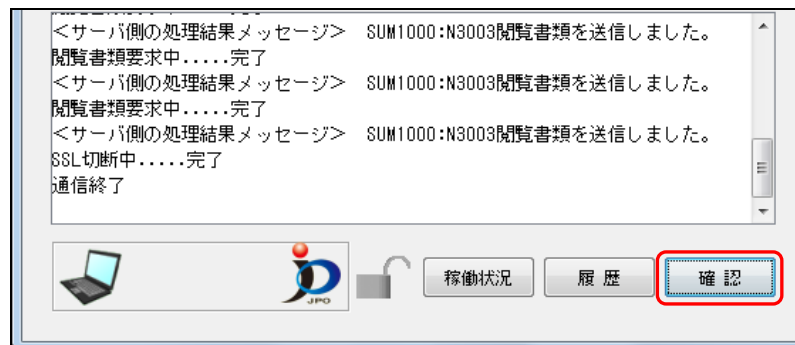 ＜サーバ側の処理結果メッセージ＞　SUM1000:N3003閲覧書類を送信しました。
閲覧書類要求中.....完了
＜サーバ側の処理結果メッセージ＞　SUM1000:N3003閲覧書類を送信しました。
閲覧書類要求中.....完了
＜サーバ側の処理結果メッセージ＞　SUM1000:N3003閲覧書類を送信しました。
SSL切断中.....完了
通信終了
JPO
稼働状況
履 歴
確 認